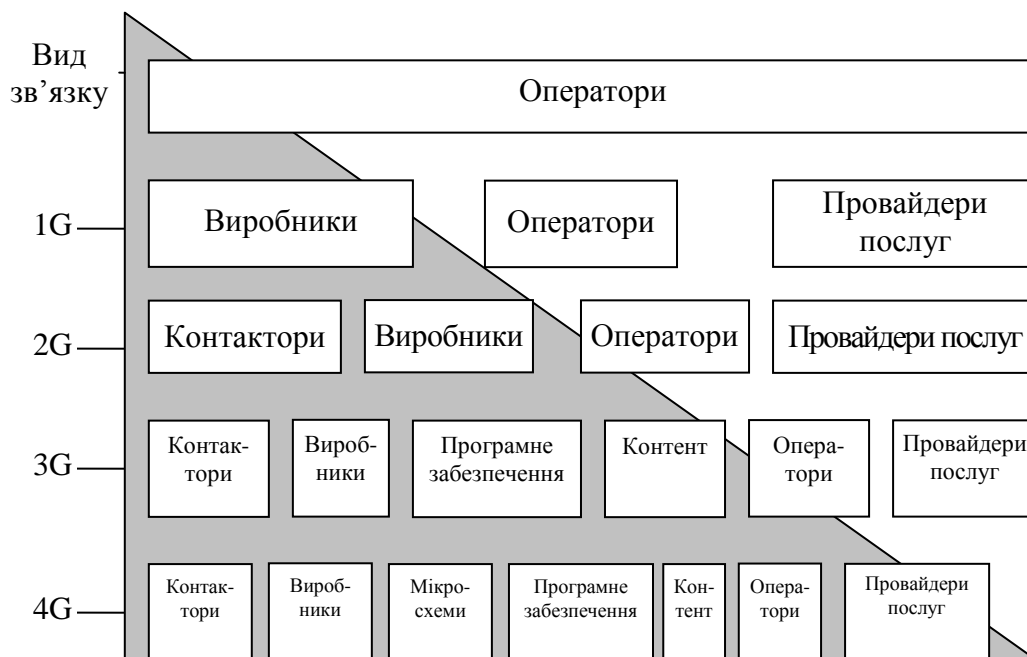 Вид
зв’язку
Оператори
1G
Виробники
Оператори
Провайдери
послуг
2G
Контактори
Виробники
Оператори
Провайдери послуг
3G
Контак-
тори
Вироб-
ники
Програмне
забезпечення
Контент
Опера-
тори
Провайдери
послуг
4G
Контак-
тори
Вироб-
ники
Мікро-
схеми
Програмне
забезпечення
Кон-
тент
Опера-
тори
Провайдери
послуг